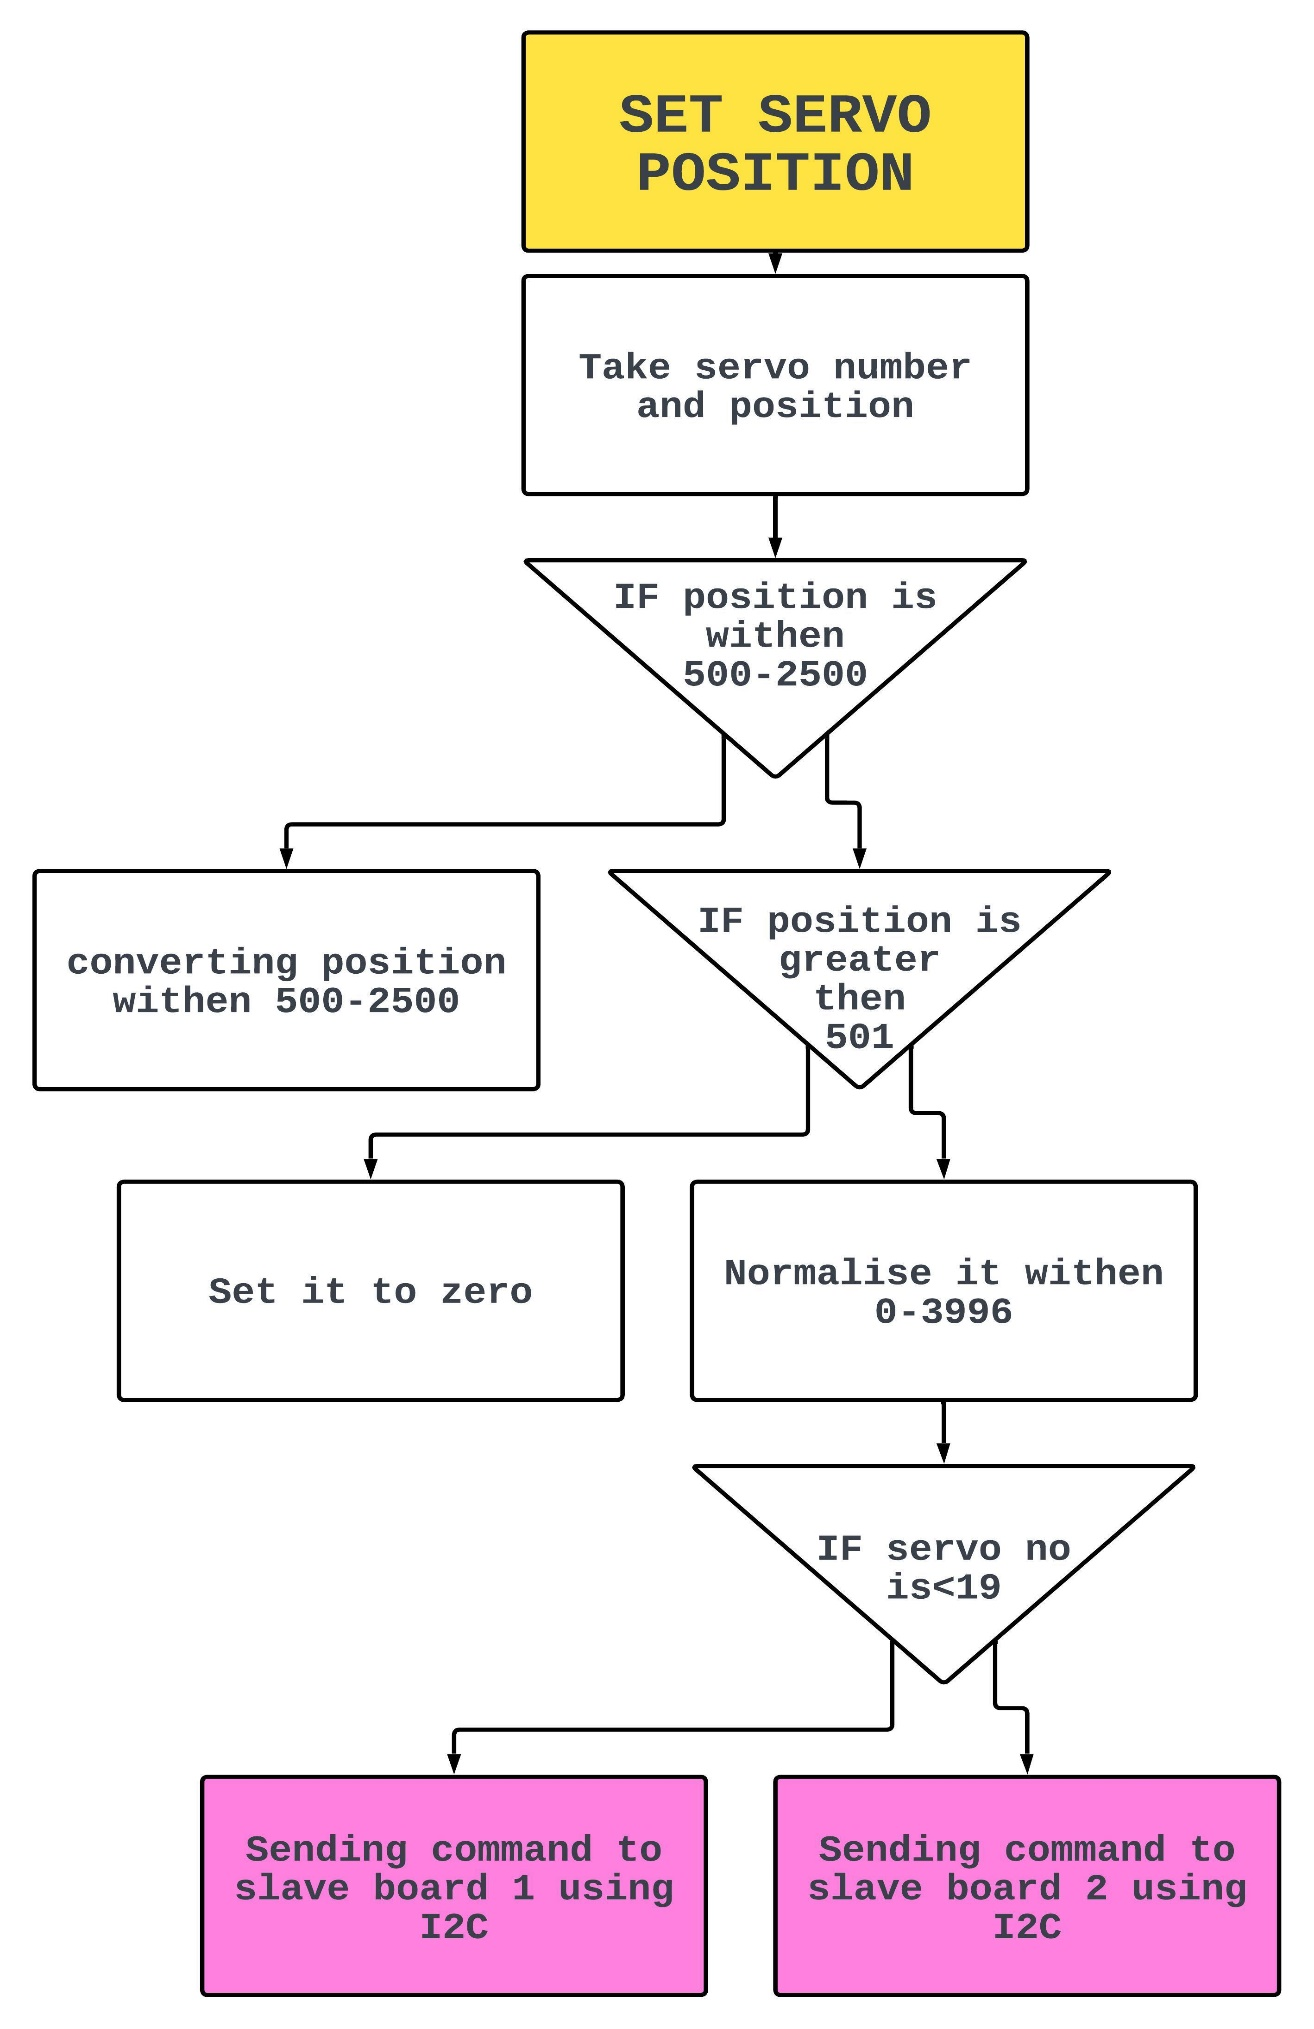 SET SERVO
POSITION
Take servo number
and position
IF position is
withen
500-2500
converting position
withen 500-2500
IF position is
greater
then
501
Set it to zero
Normalise it withen
0-3996
IF servo no
is<19
Sending command to
slave board 1 using
I2C
Sending command to
slave board 2 using
I2C